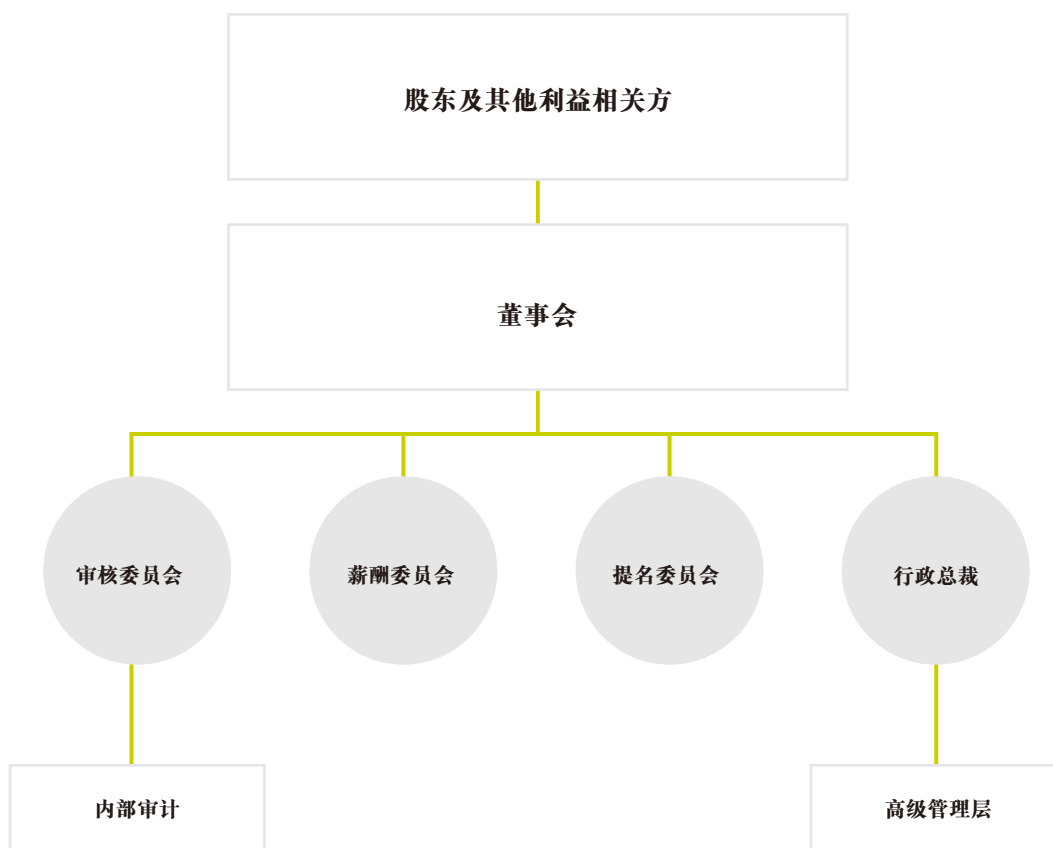 股东及其他利益相关方
董事会
审核委员会
薪酬委员会
提名委员会
行政总裁
内部审计
高级管理层